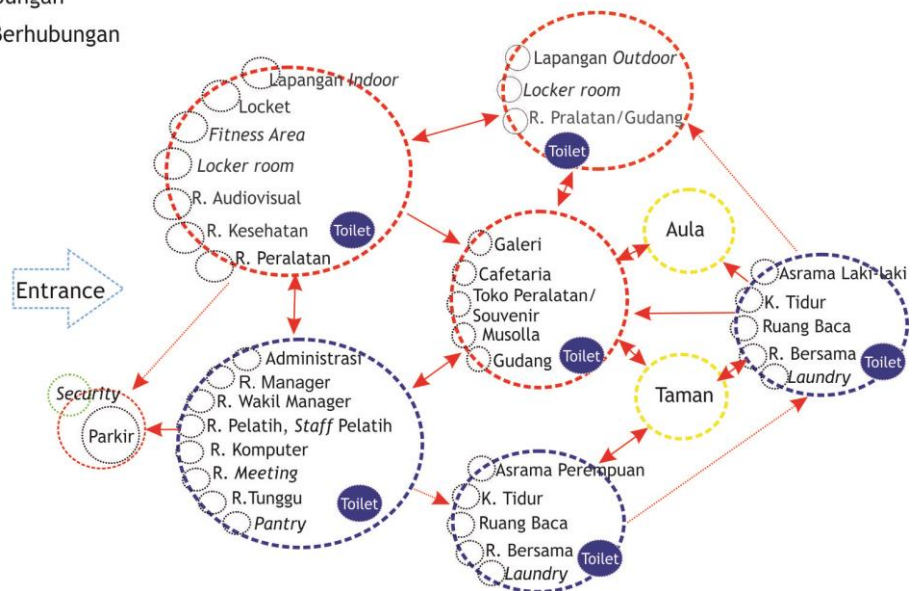 Berhubungan
Lapangan Indoor
Locket
Fitness Area
Locker room
R. Audiovisual
R. Kesehatan
R. Peralatan
Toilet
Lapangan Outdoor
Locker room
R. Pralatan/Gudang
Toilet
Entrance
Galeri
Cafetaria
Toko Peralatan/
Souvenir
Musolla
Gudang
Toilet
Aula
Taman
Asrama Laki-laki
K. Tidur
Ruang Baca
R. Bersama
Laundry
Toilet
Security
Parkir
Administrasi
R. Manager
R. Wakil Manager
R. Pelatih, Staff Pelatih
R. Komputer
R. Meeting
R.Tunggu
Pantry
Toilet
Asrama Perempuan
K. Tidur
Ruang Baca
R. Bersama
Laundry
Toilet